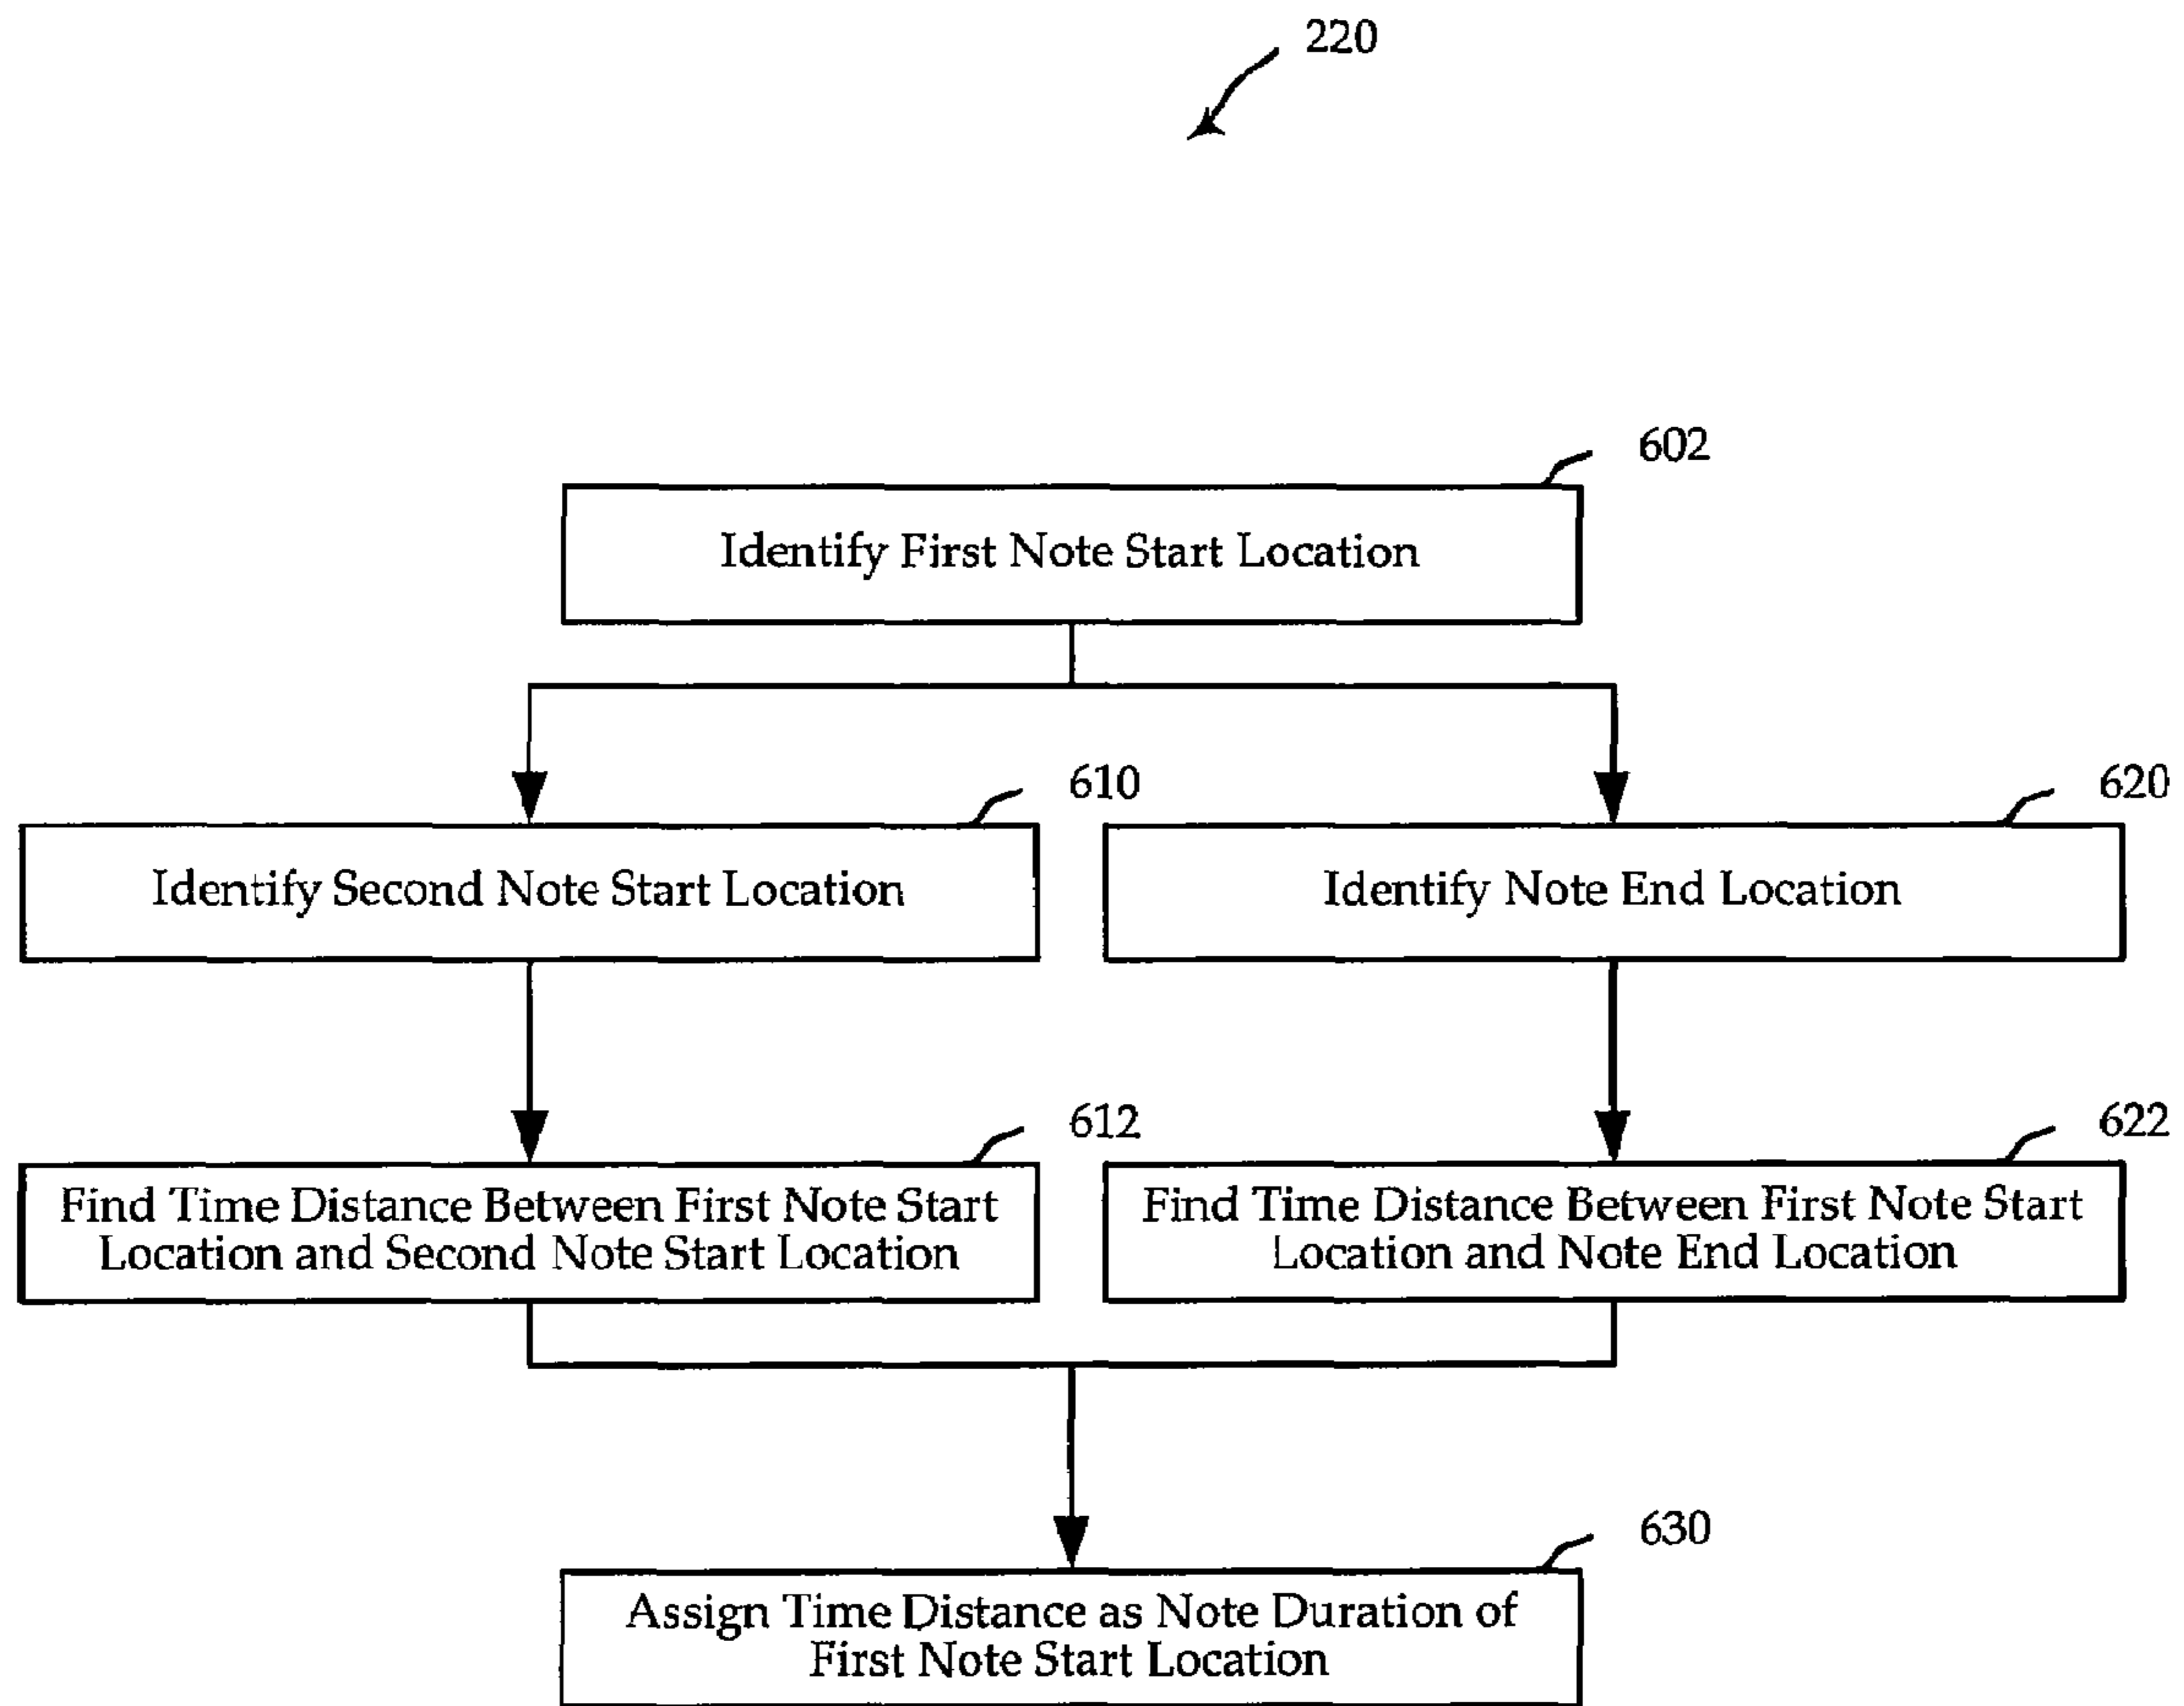 220
602
Identify First Note Start Location
610
620
Identify Second Note Start Location
Identify Note End Location
612
622
Find Time Distance Between First Note Start
Location and Second Note Start Location
Find Time Distance Between First Note Start
Location and Note End Location
630
Assign Time Distance as Note Duration of
First Note Start Location